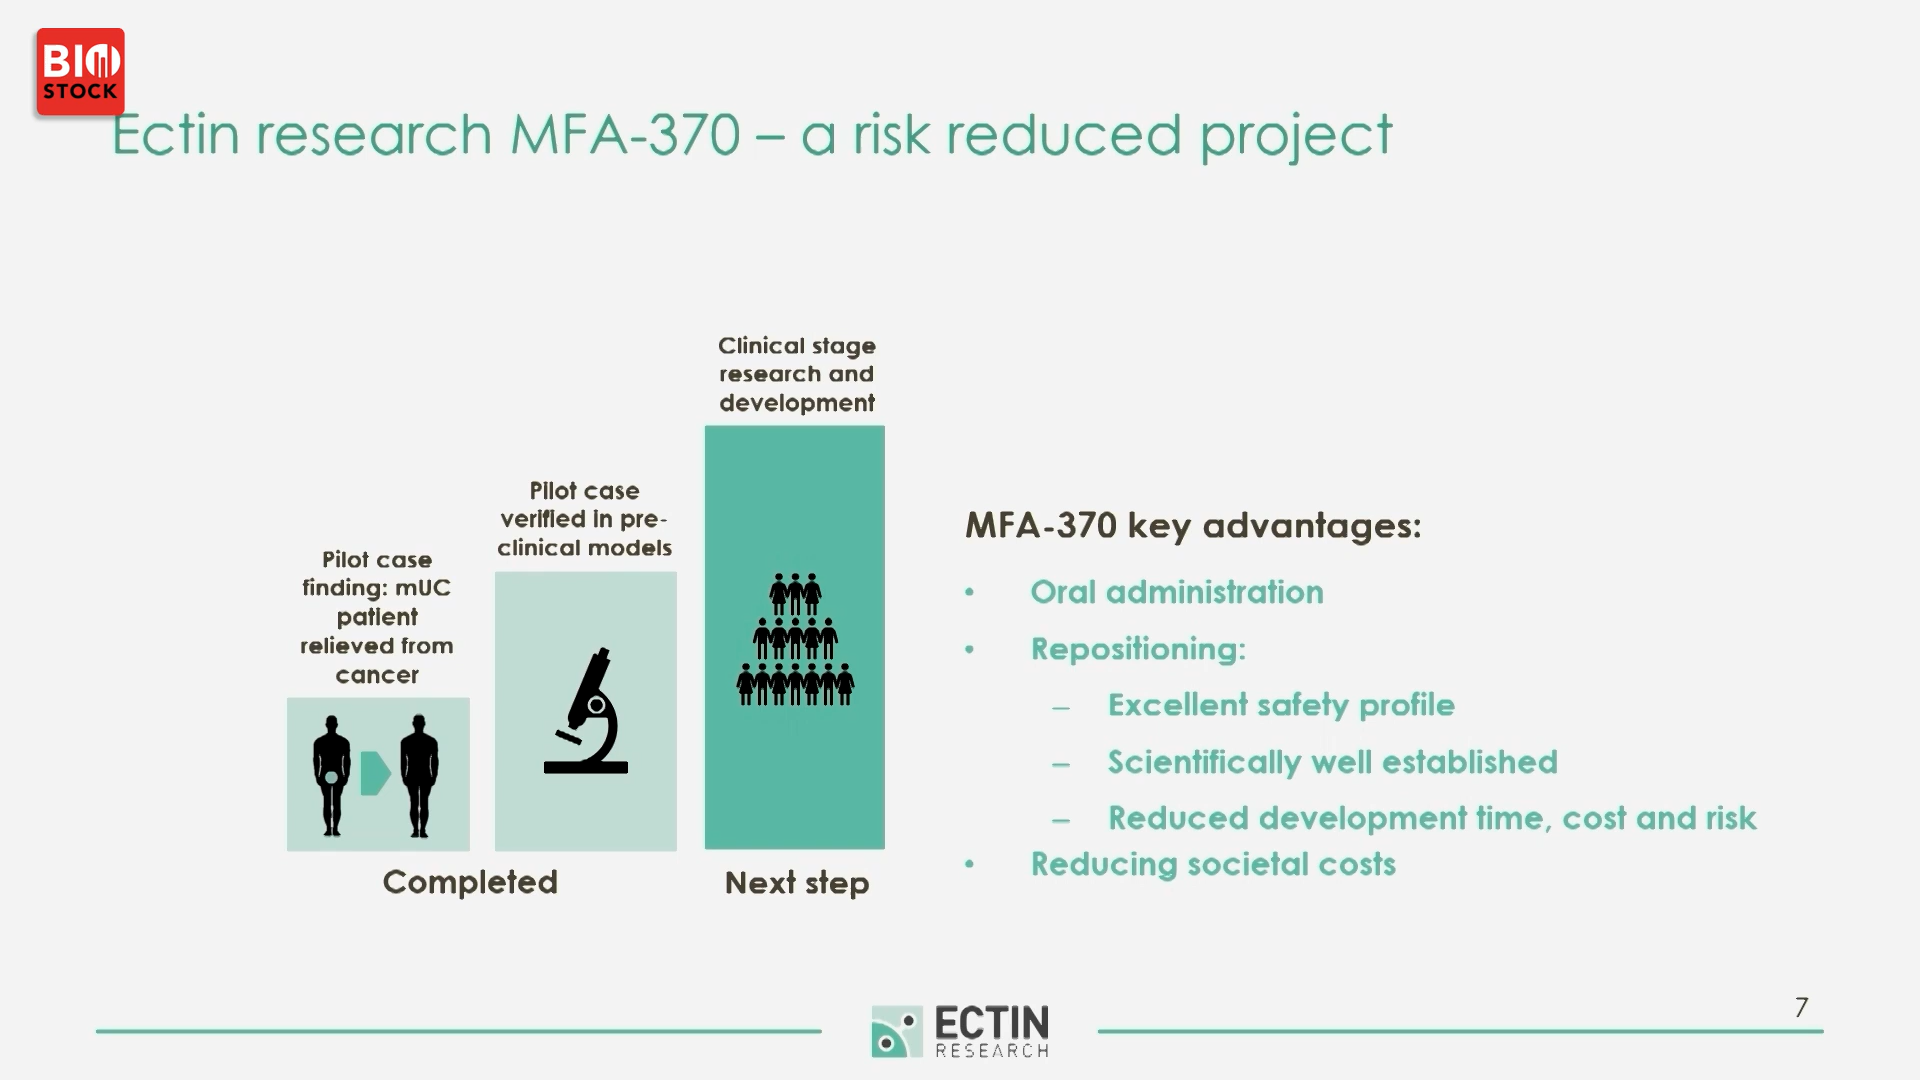 BIO
STOCK
Ectin research MFA-370 – a risk reduced project
Clinical stage
research and
development
Pilot case
verified in pre-
clinical models
Pilot case
finding: mUC
patient
relieved from
cancer
Completed
Next step
MFA-370 key advantages:
• Oral administration
• Repositioning:
– Excellent safety profile
– Scientifically well established
– Reduced development time, cost and risk
• Reducing societal costs
7
ECTIN
RESEARCH